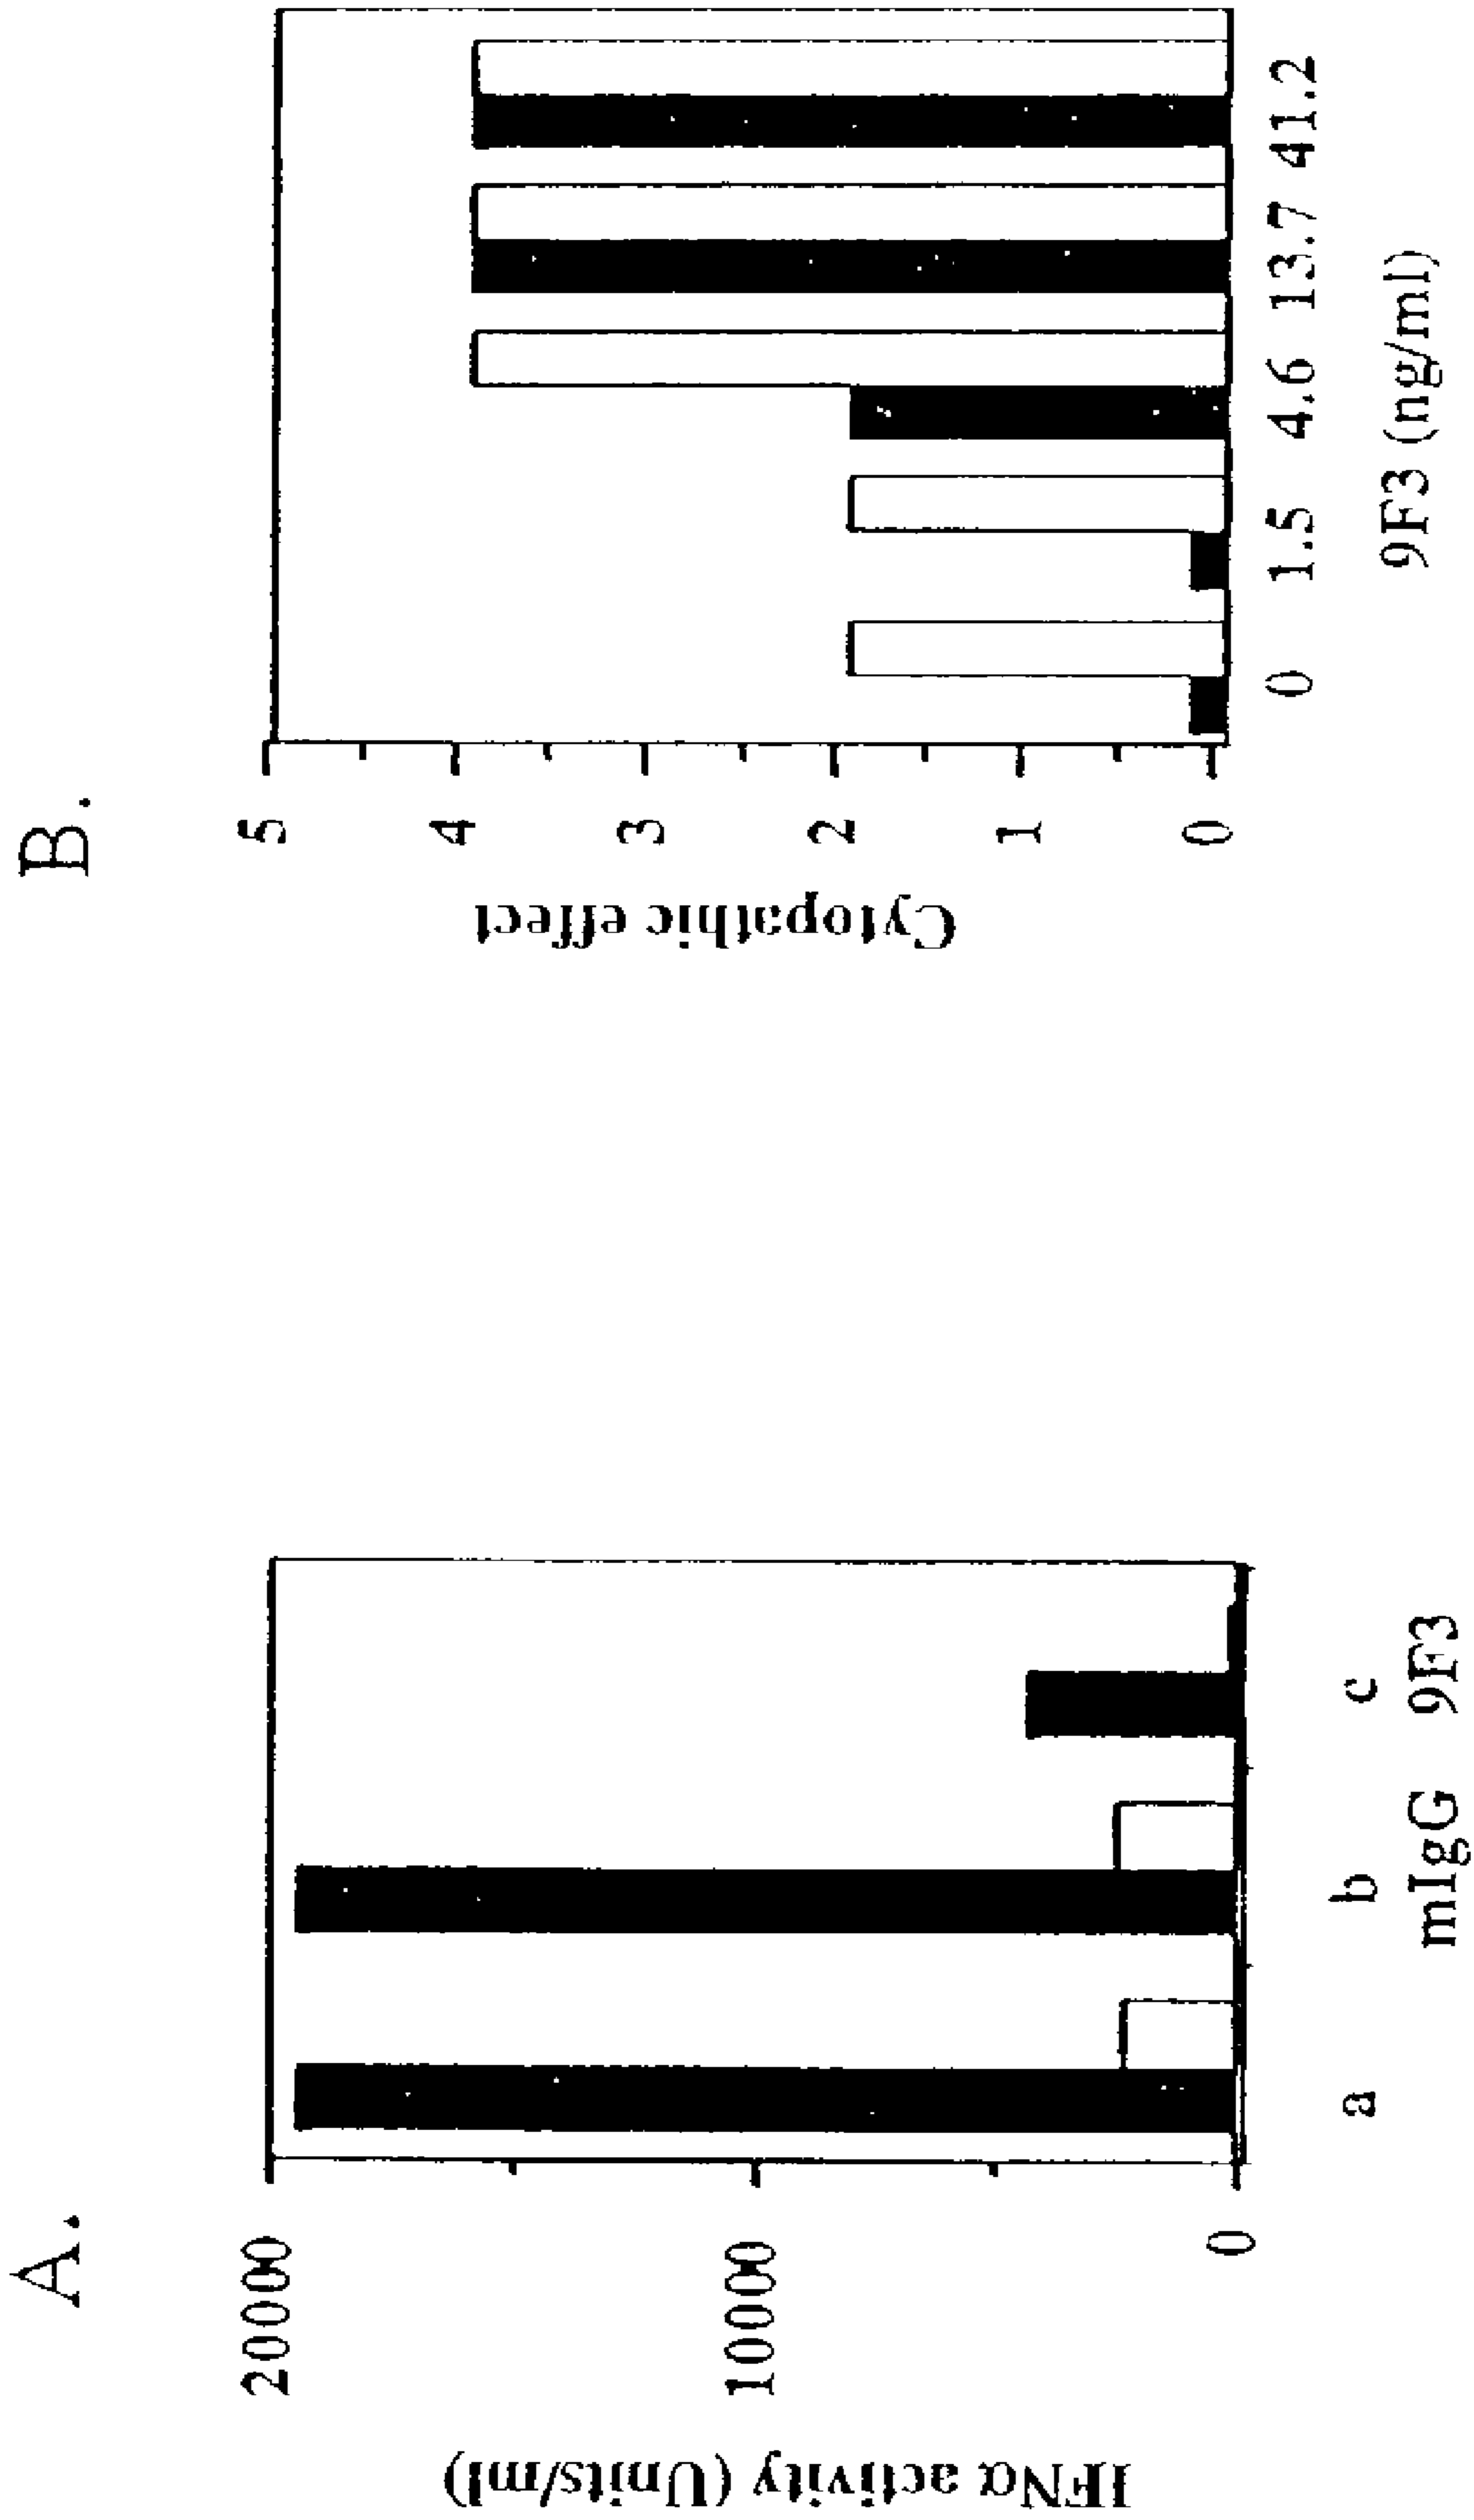 A.
IFNα activity (Units/ml)
20000
10000
0
a b c
mIgG 9F3
B.
Cytopathic effect
5
4
3
2
1
0
0 1.5 4.6 13.7 41.2
9F3 (ng/ml)